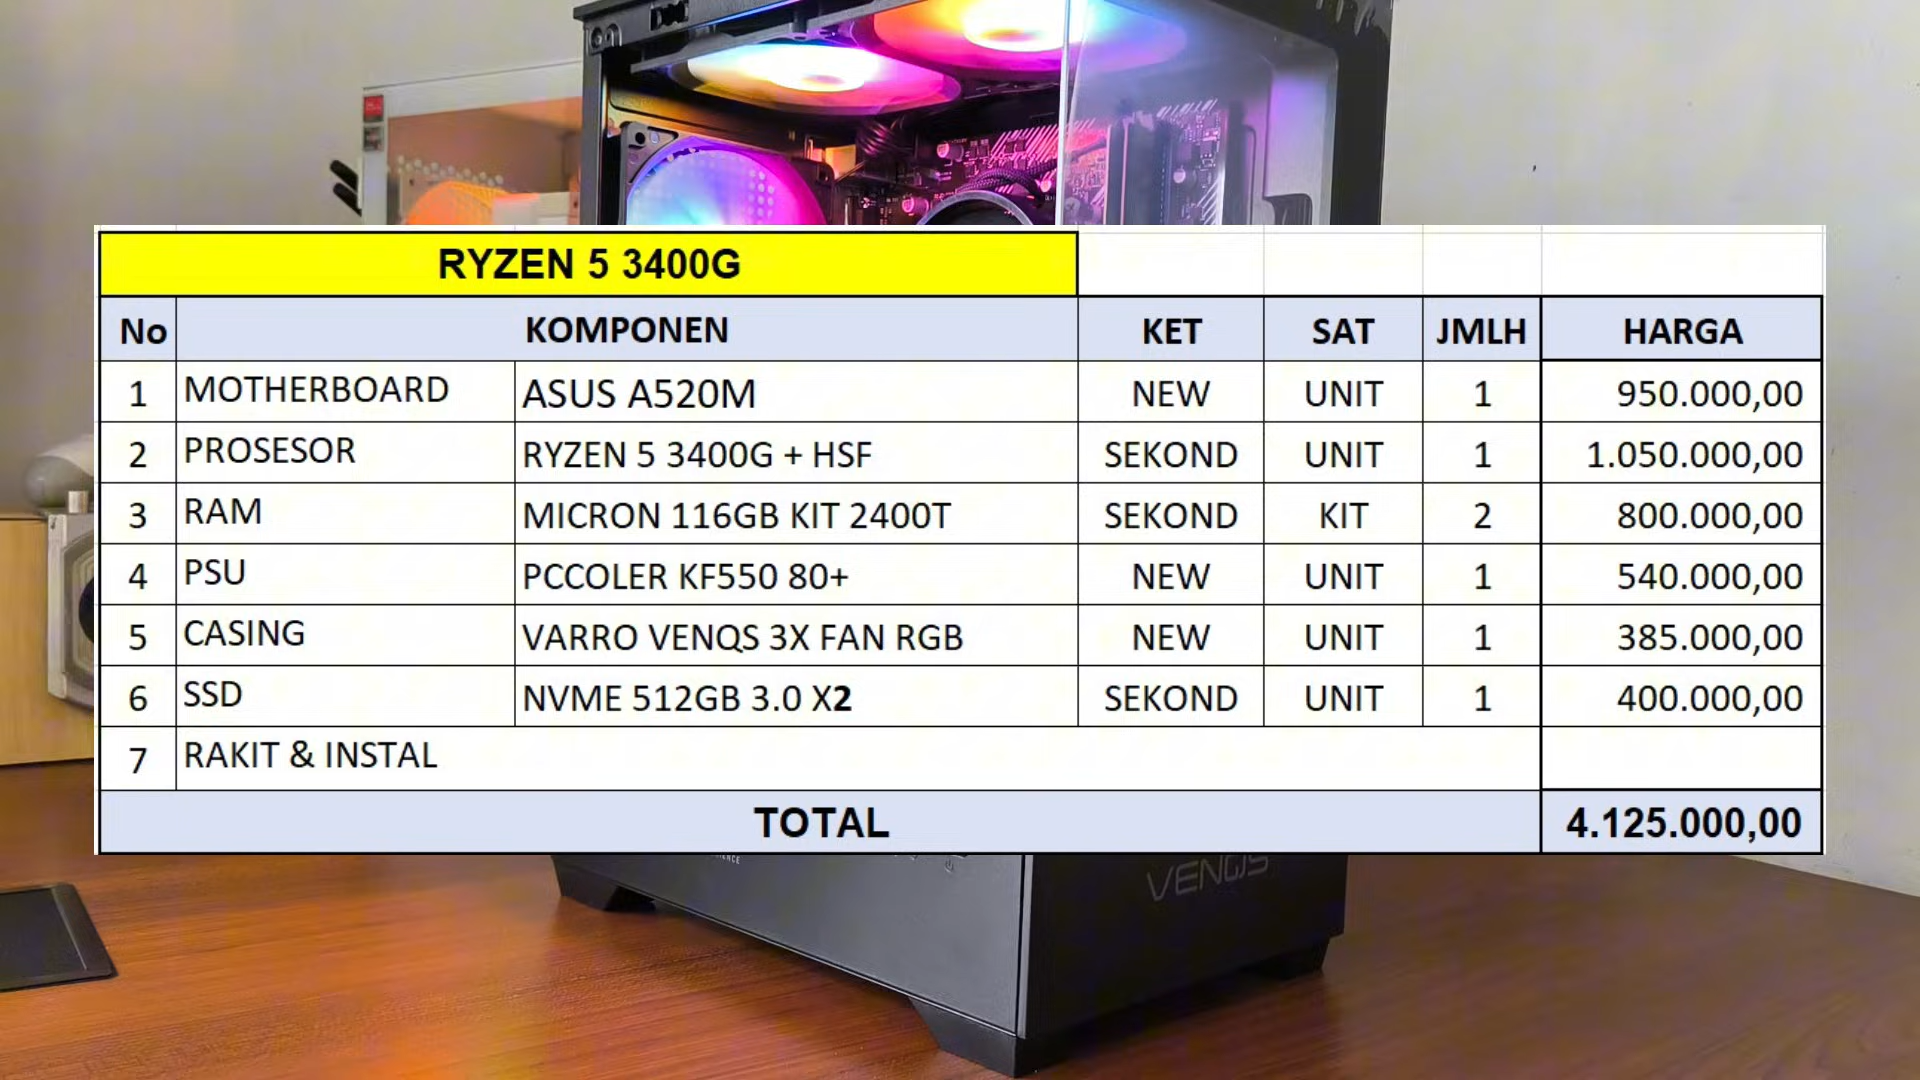 RYZEN 5 3400G
No KOMPONEN KET SAT JMLH HARGA
1 MOTHERBOARD ASUS A520M NEW UNIT 1 950.000,00
2 PROSESOR RYZEN 5 3400G + HSF SEKOND UNIT 1 1.050.000,00
3 RAM MICRON 116GB KIT 2400T SEKOND KIT 2 800.000,00
4 PSU PCCOLER KF550 80+ NEW UNIT 1 540.000,00
5 CASING VARRO VENQS 3X FAN RGB NEW UNIT 1 385.000,00
6 SSD NVME 512GB 3.0 X2 SEKOND UNIT 1 400.000,00
7 RAKIT & INSTAL
TOTAL 4.125.000,00
VENQS